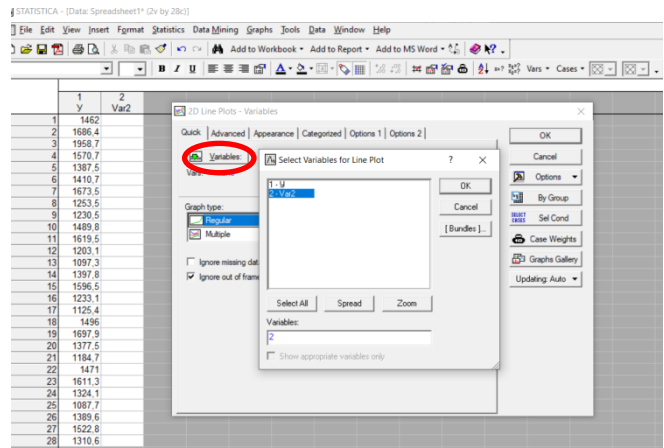 STATISTICA - [Data: Spreadsheet1* (2v by 28c)]
File Edit View Insert Format Statistics Data Mining Graphs Tools Data Window Help
Add to Workbook Add to Report Add to MS Word
B I U Vars Cases
1 2
y Var2
1 1462
2 1686,4
3 1958,7
4 1570,7
5 1387,5
6 1410,7
7 1673,5
8 1253,5
9 1230,5
10 1489,8
11 1619,5
12 1203,1
13 1097,3
14 1397,8
15 1596,5
16 1233,1
17 1125,4
18 1496
19 1697,9
20 1377,5
21 1184,7
22 1471
23 1611,3
24 1324,1
25 1087,7
26 1389,6
27 1522,8
28 1310,6
2D Line Plots - Variables
Quick Advanced Appearance Categorized Options 1 Options 2
Variables:
Graph type:
Regular
Multiple
Ignore missing dat
Ignore out of frame
OK
Cancel
Options
By Group
SELECT CASES Sel Cond
Case Weights
Graphs Gallery
Updating: Auto
Select Variables for Line Plot ? ×
1 - y
2 - Var2
OK
Cancel
[Bundles]...
Select All Spread Zoom
Variables:
2
Show appropriate variables only